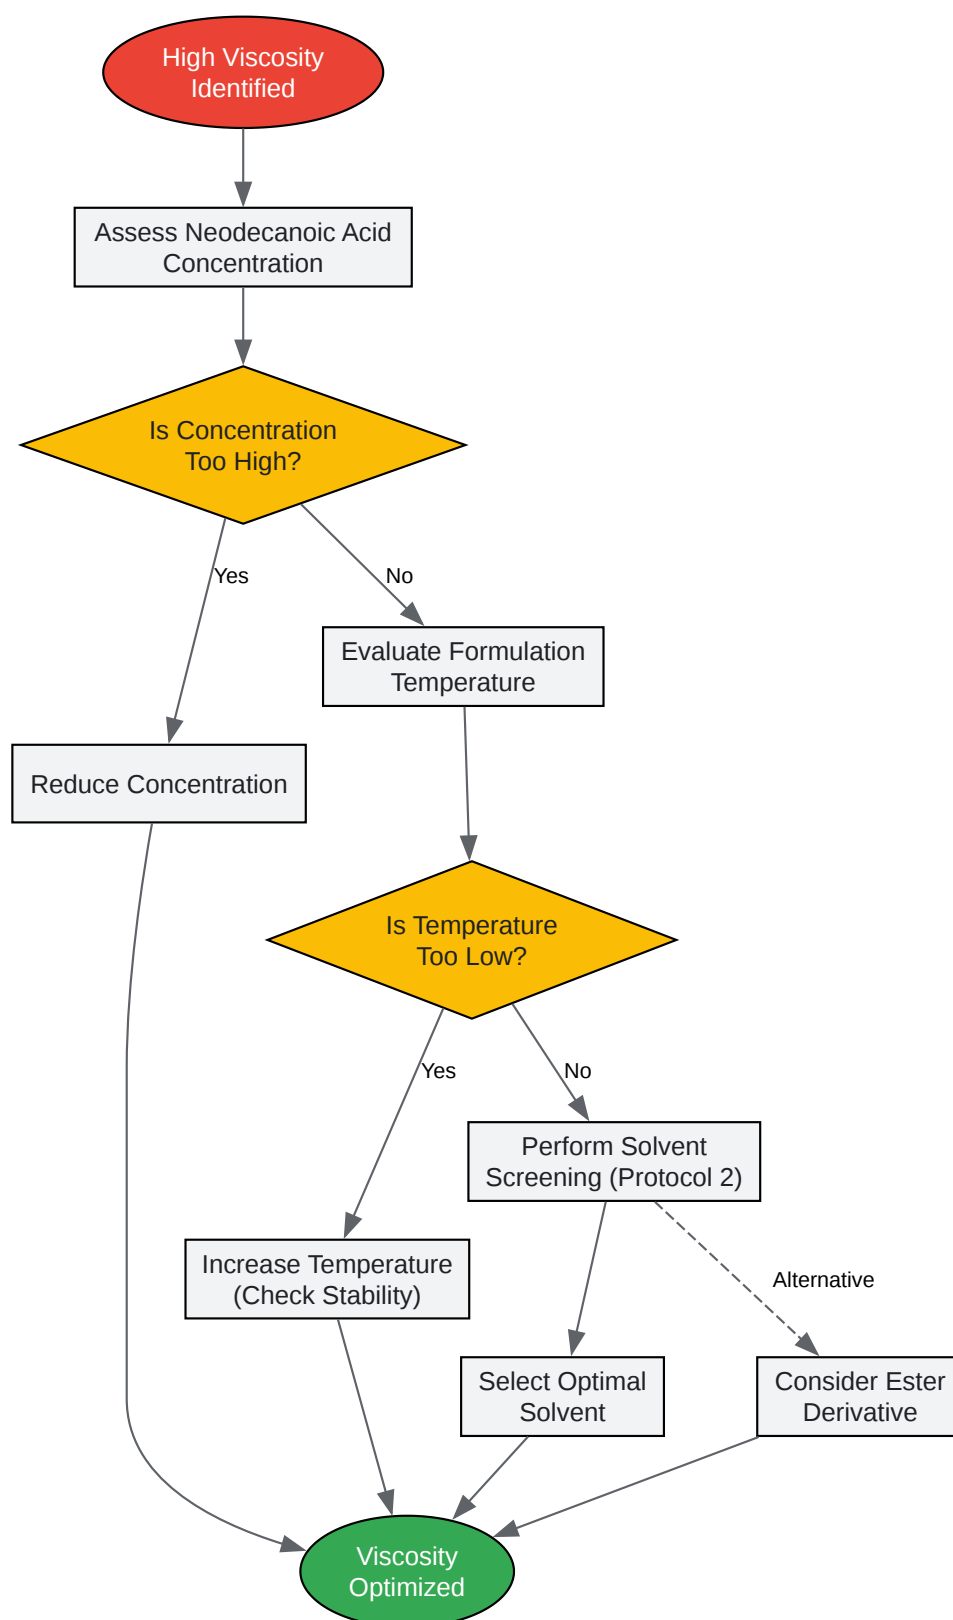 High Viscosity
Identified
Assess Neodecanoic Acid
Concentration
Is Concentration
Too High?
Yes
No
Evaluate Formulation
Temperature
Reduce Concentration
Is Temperature
Too Low?
Yes
No
Perform Solvent
Screening (Protocol 2)
Increase Temperature
(Check Stability)
Alternative
Select Optimal
Solvent
Consider Ester
Derivative
Viscosity
Optimized